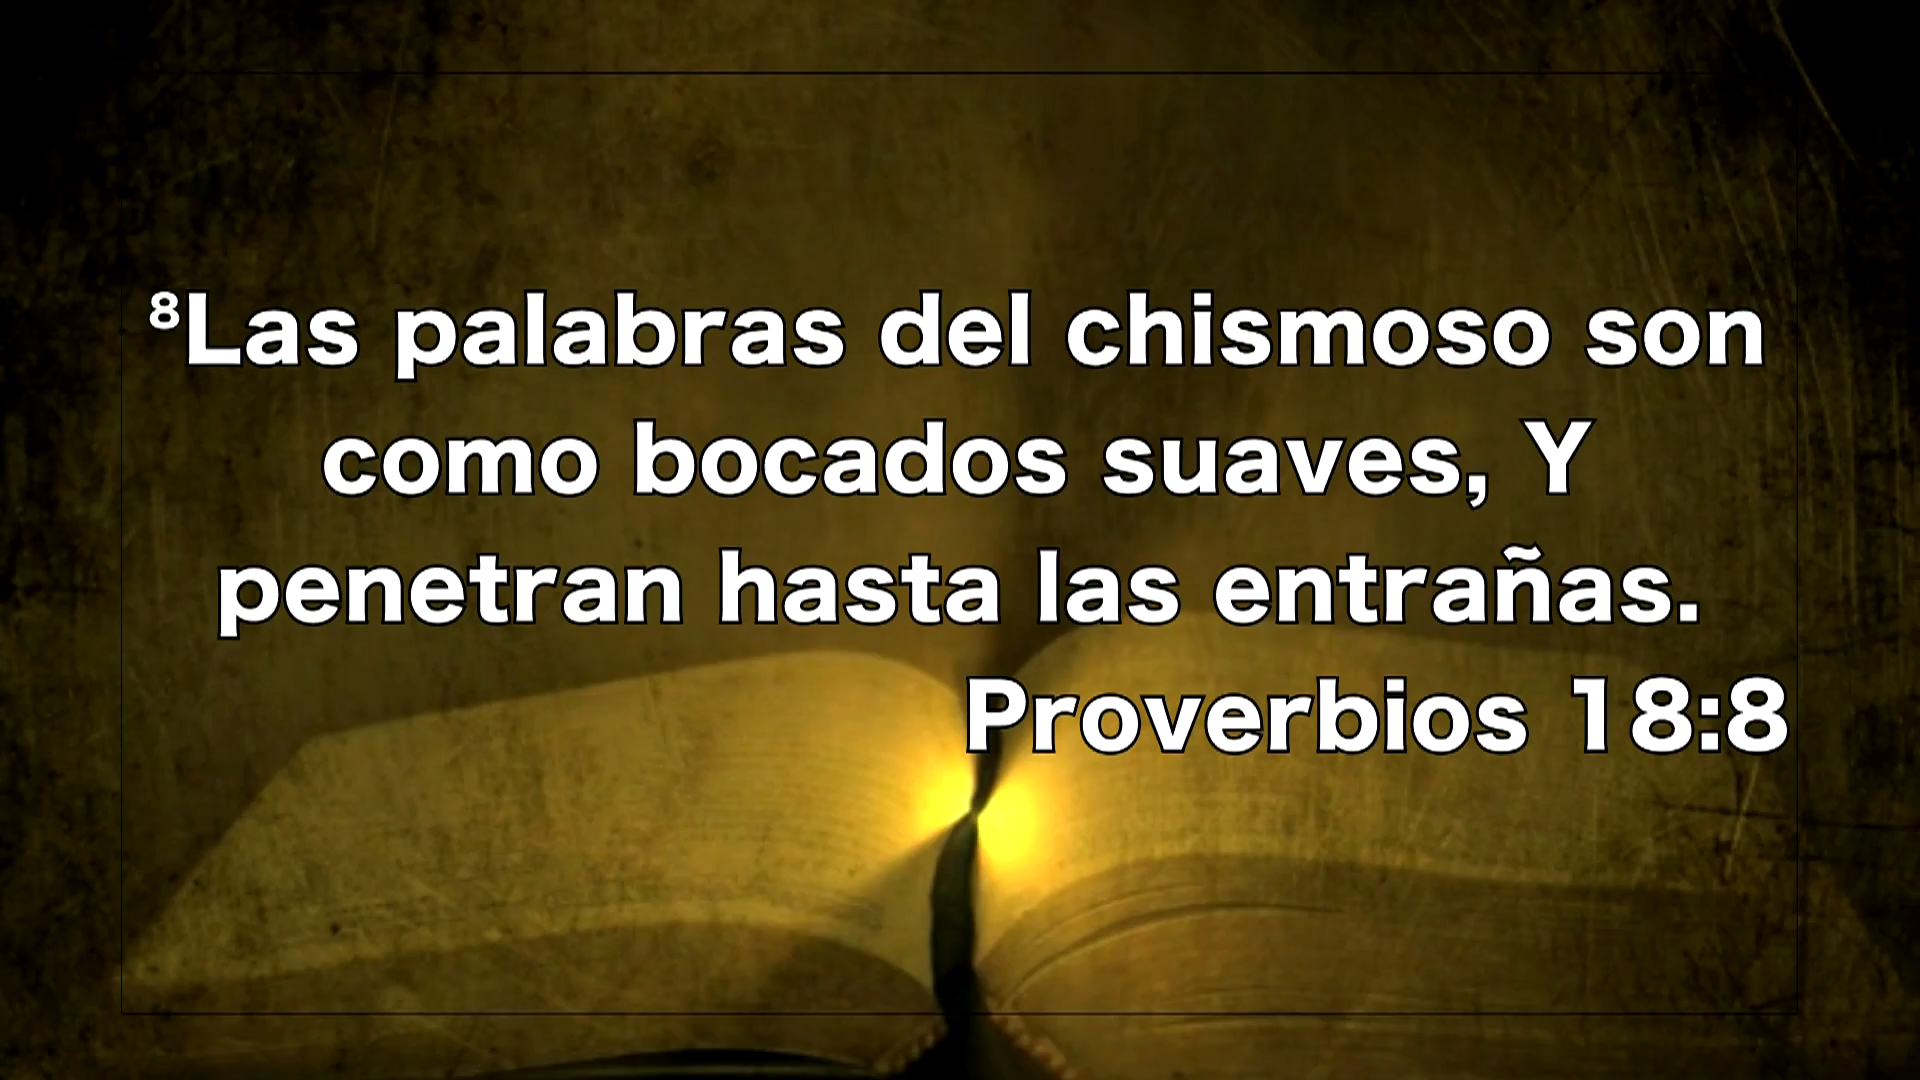 ⁸Las palabras del chismoso son
como bocados suaves, Y
penetran hasta las entrañas.
Proverbios 18:8